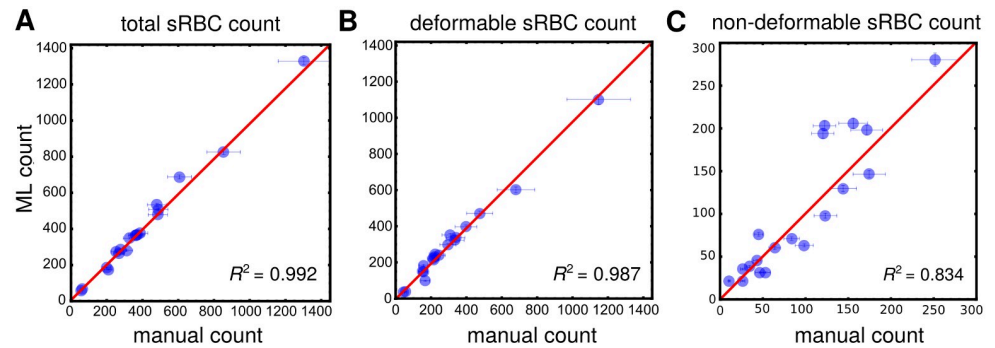 A total sRBC count
1400
1200
1000
800
600
400
200
0
0 200 400 600 800 1000 1200 1400
ML count
manual count
R² = 0.992
B deformable sRBC count
1400
1200
1000
800
600
400
200
0
0 200 400 600 800 1000 1200 1400
manual count
R² = 0.987
C non-deformable sRBC count
300
250
200
150
100
50
0
0 50 100 150 200 250 300
manual count
R² = 0.834